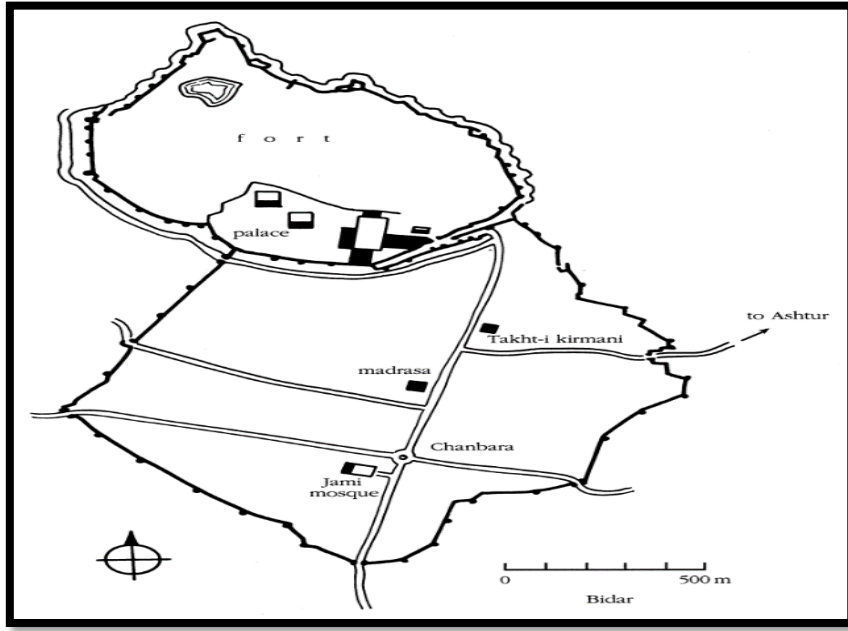 f o r t
palace
to Ashtur
Takht-i kirmani
madrasa
Chanbara
Jami
mosque
0 500 m
Bidar